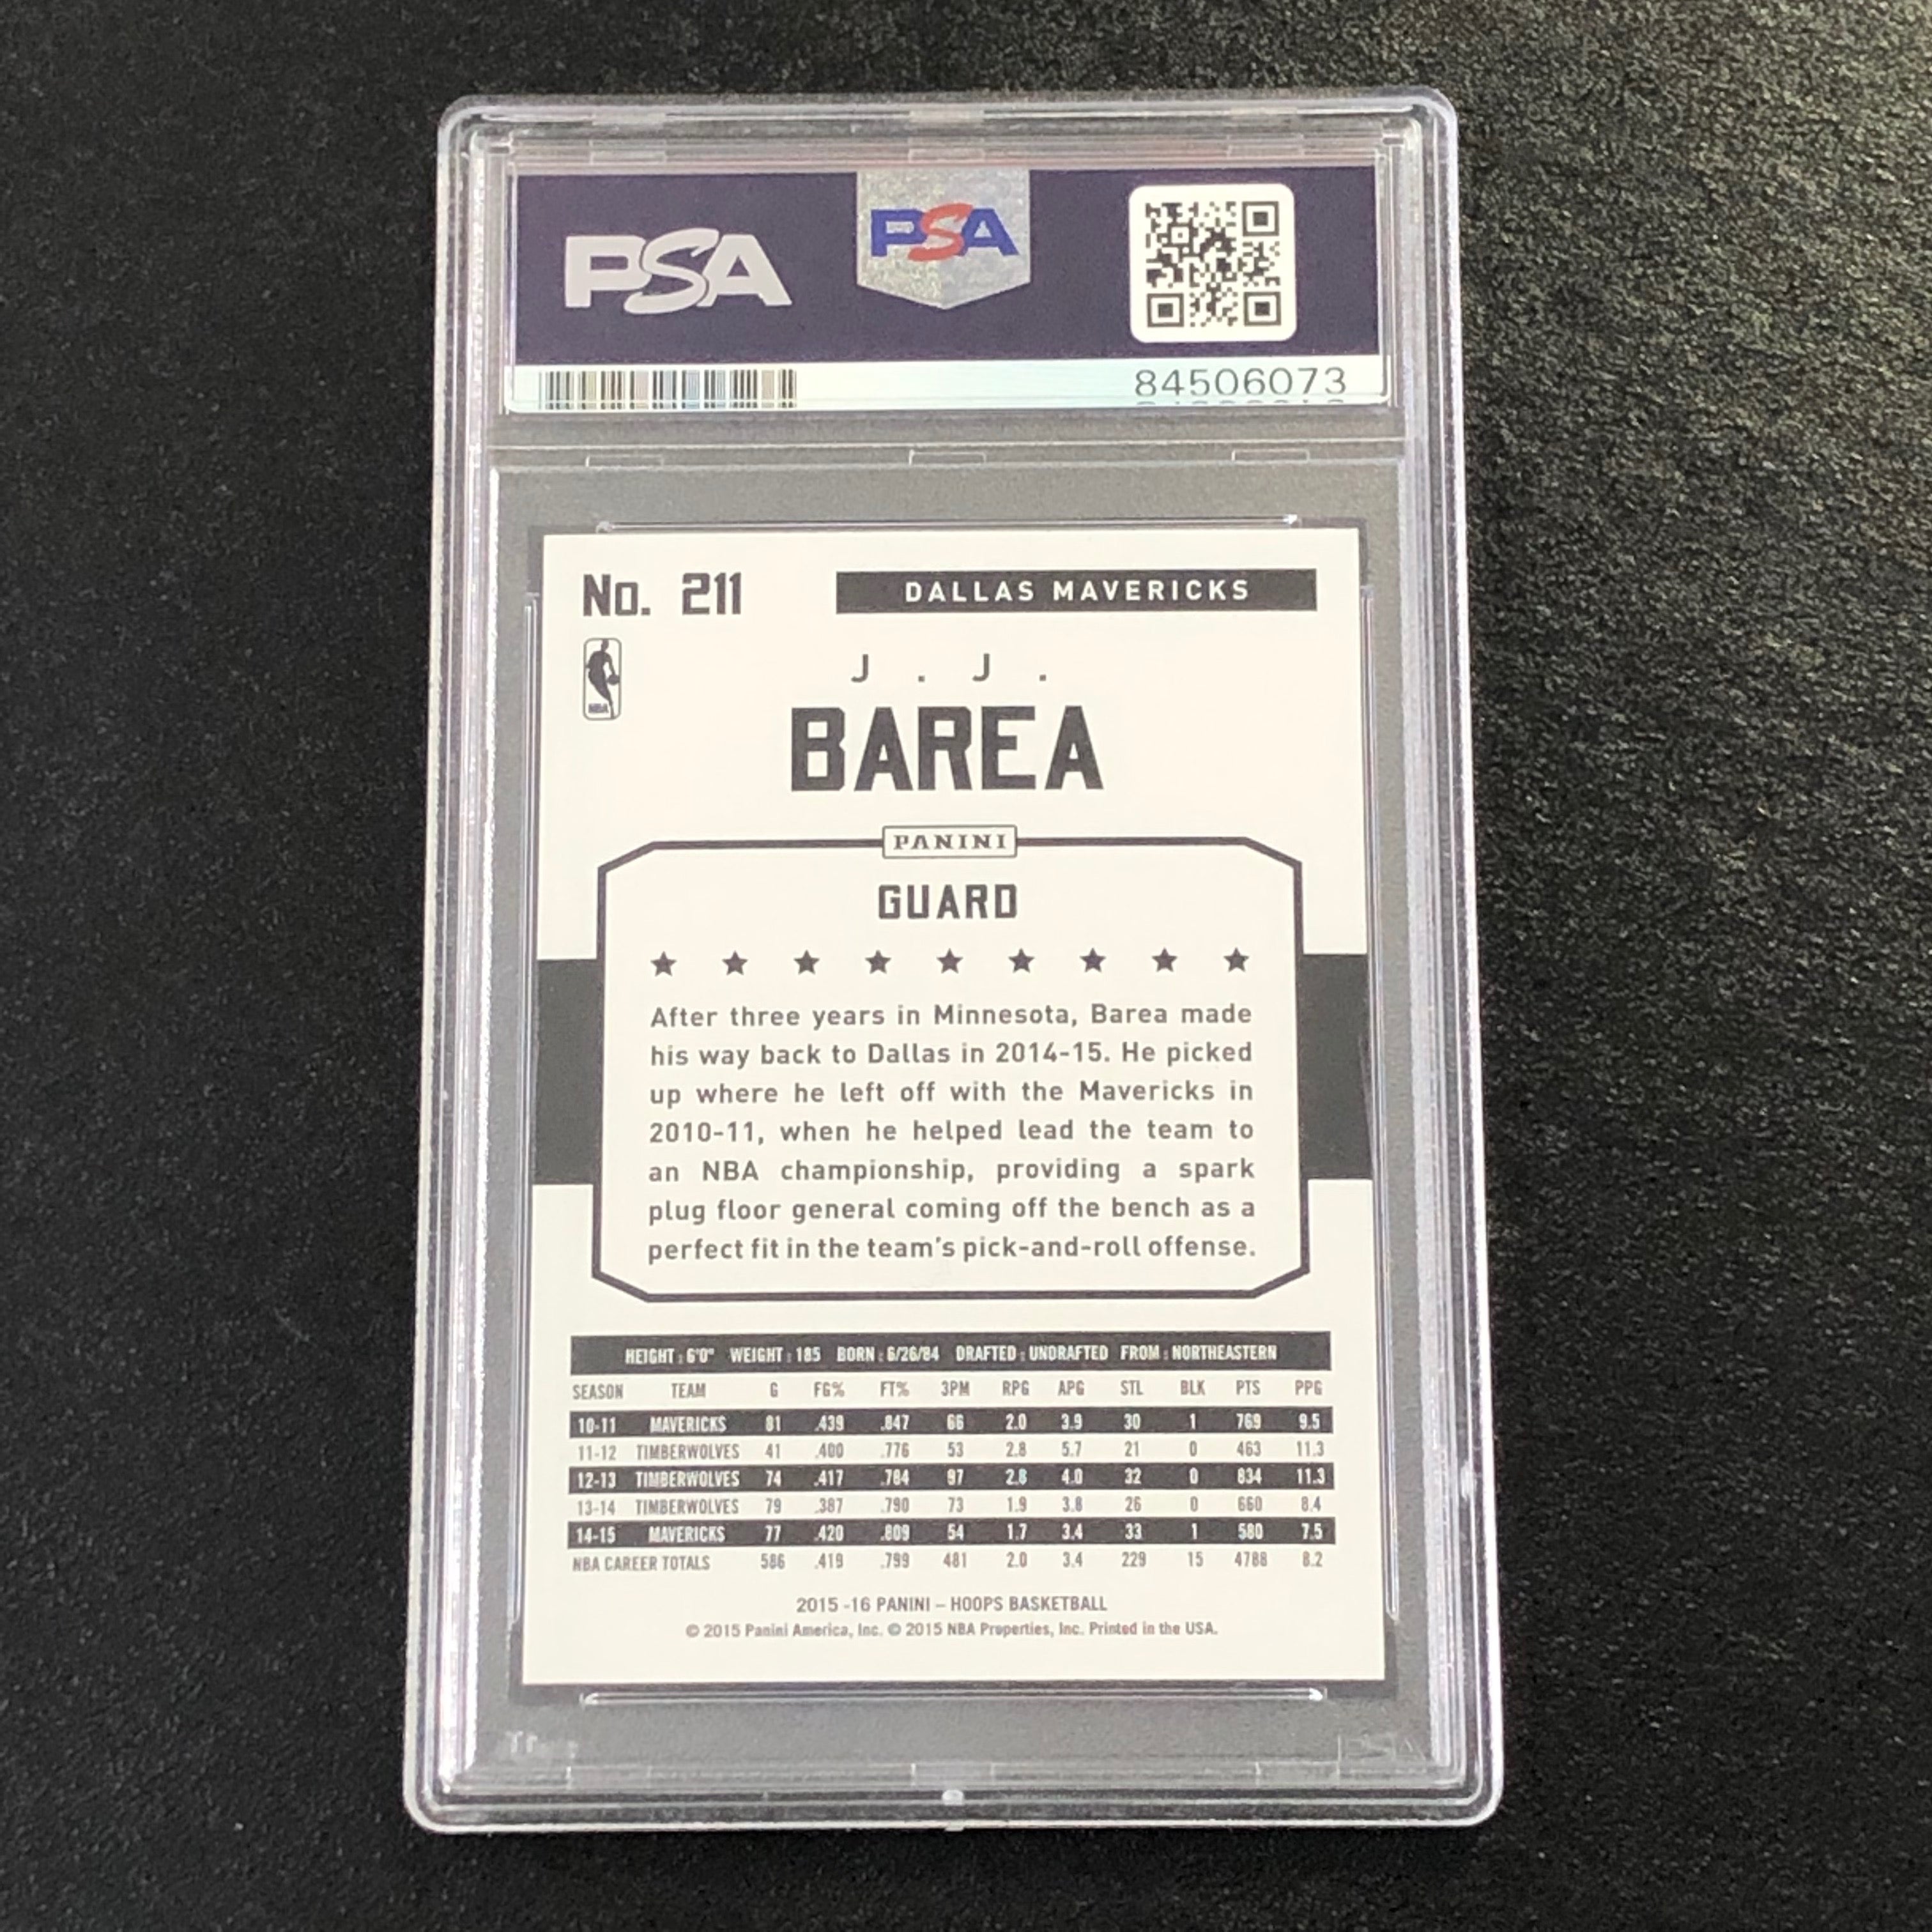 PSA
PSA
84506073
No. 211
DALLAS MAVERICKS
NBA
J. J.
BAREA
PANINI
GUARD
After three years in Minnesota, Barea made
his way back to Dallas in 2014-15. He picked
up where he left off with the Mavericks in
2010-11, when he helped lead the team to
an NBA championship, providing a spark
plug floor general coming off the bench as a
perfect fit in the team's pick-and-roll offense.
HEIGHT : 6'0" WEIGHT : 185 BORN : 6/26/84 DRAFTED : UNDRAFTED FROM : NORTHEASTERN
SEASON TEAM G FG% FT% 3PM RPG APG STL BLK PTS PPG
10-11 MAVERICKS 81 .439 .847 66 2.0 3.9 30 1 769 9.5
11-12 TIMBERWOLVES 41 .400 .776 53 2.8 5.7 21 0 463 11.3
12-13 TIMBERWOLVES 74 .417 .784 97 2.8 4.0 32 0 834 11.3
13-14 TIMBERWOLVES 79 .387 .790 73 1.9 3.8 26 0 660 8.4
14-15 MAVERICKS 77 .420 .809 54 1.7 3.4 33 1 580 7.5
NBA CAREER TOTALS 586 .419 .799 481 2.0 3.4 229 15 4788 8.2
2015 -16 PANINI – HOOPS BASKETBALL
© 2015 Panini America, Inc. © 2015 NBA Properties, Inc. Printed in the USA.